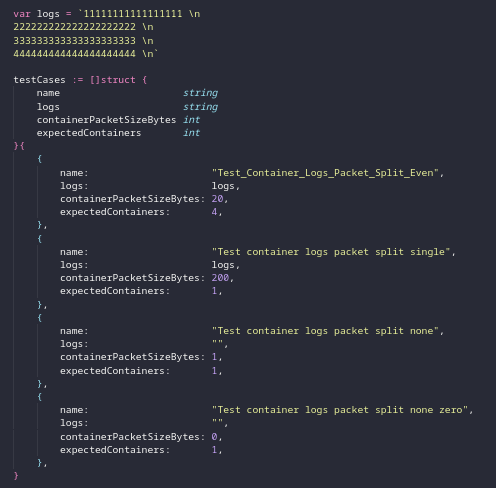 var logs = `11111111111111111 \n
222222222222222222222 \n
333333333333333333333 \n
444444444444444444444 \n`
testCases := []struct {
name string
logs string
containerPacketSizeBytes int
expectedContainers int
}{
{
name: "Test_Container_Logs_Packet_Split_Even",
logs: logs,
containerPacketSizeBytes: 20,
expectedContainers: 4,
},
{
name: "Test container logs packet split single",
logs: logs,
containerPacketSizeBytes: 200,
expectedContainers: 1,
},
{
name: "Test container logs packet split none",
logs: "",
containerPacketSizeBytes: 1,
expectedContainers: 1,
},
{
name: "Test container logs packet split none zero",
logs: "",
containerPacketSizeBytes: 0,
expectedContainers: 1,
},
}